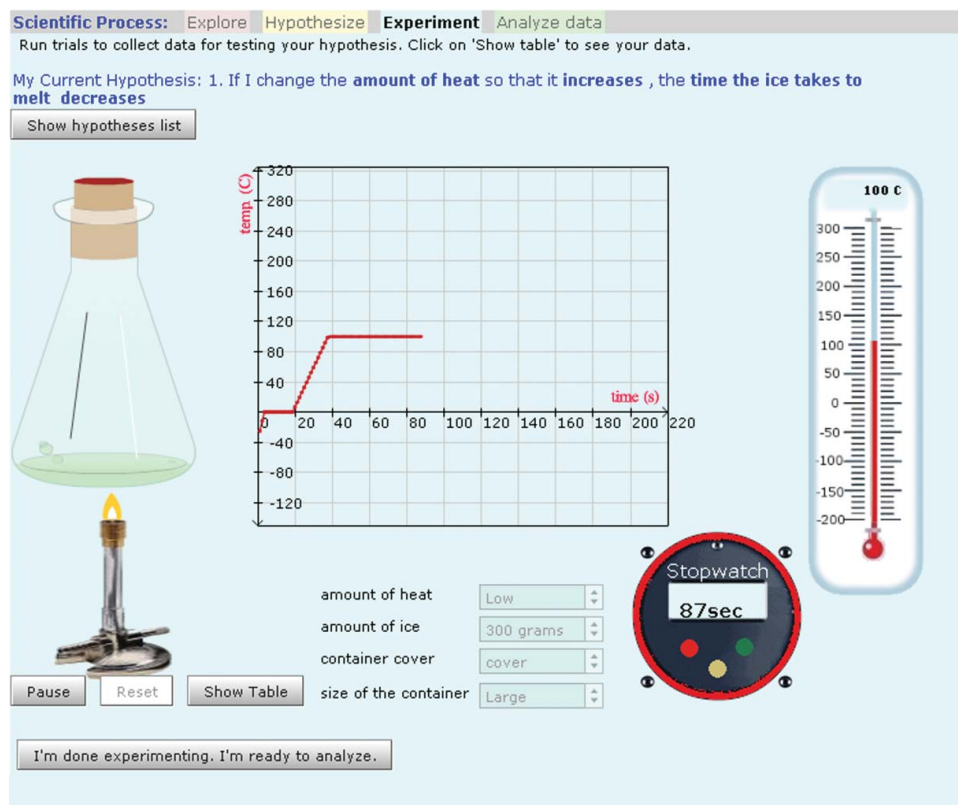 Scientific Process: Explore Hypothesize Experiment Analyze data
Run trials to collect data for testing your hypothesis. Click on 'Show table' to see your data.
My Current Hypothesis: 1. If I change the amount of heat so that it increases , the time the ice takes to
melt decreases
Show hypotheses list
temp (C)
320
280
240
200
160
120
80
40
-40
-80
-120
time (s)
0 20 40 60 80 100 120 140 160 180 200 220
100 C
300
250
200
150
100
50
0
-50
-100
-150
-200
Stopwatch
87sec
amount of heat Low
amount of ice 300 grams
container cover cover
size of the container Large
Pause Reset Show Table
I'm done experimenting. I'm ready to analyze.